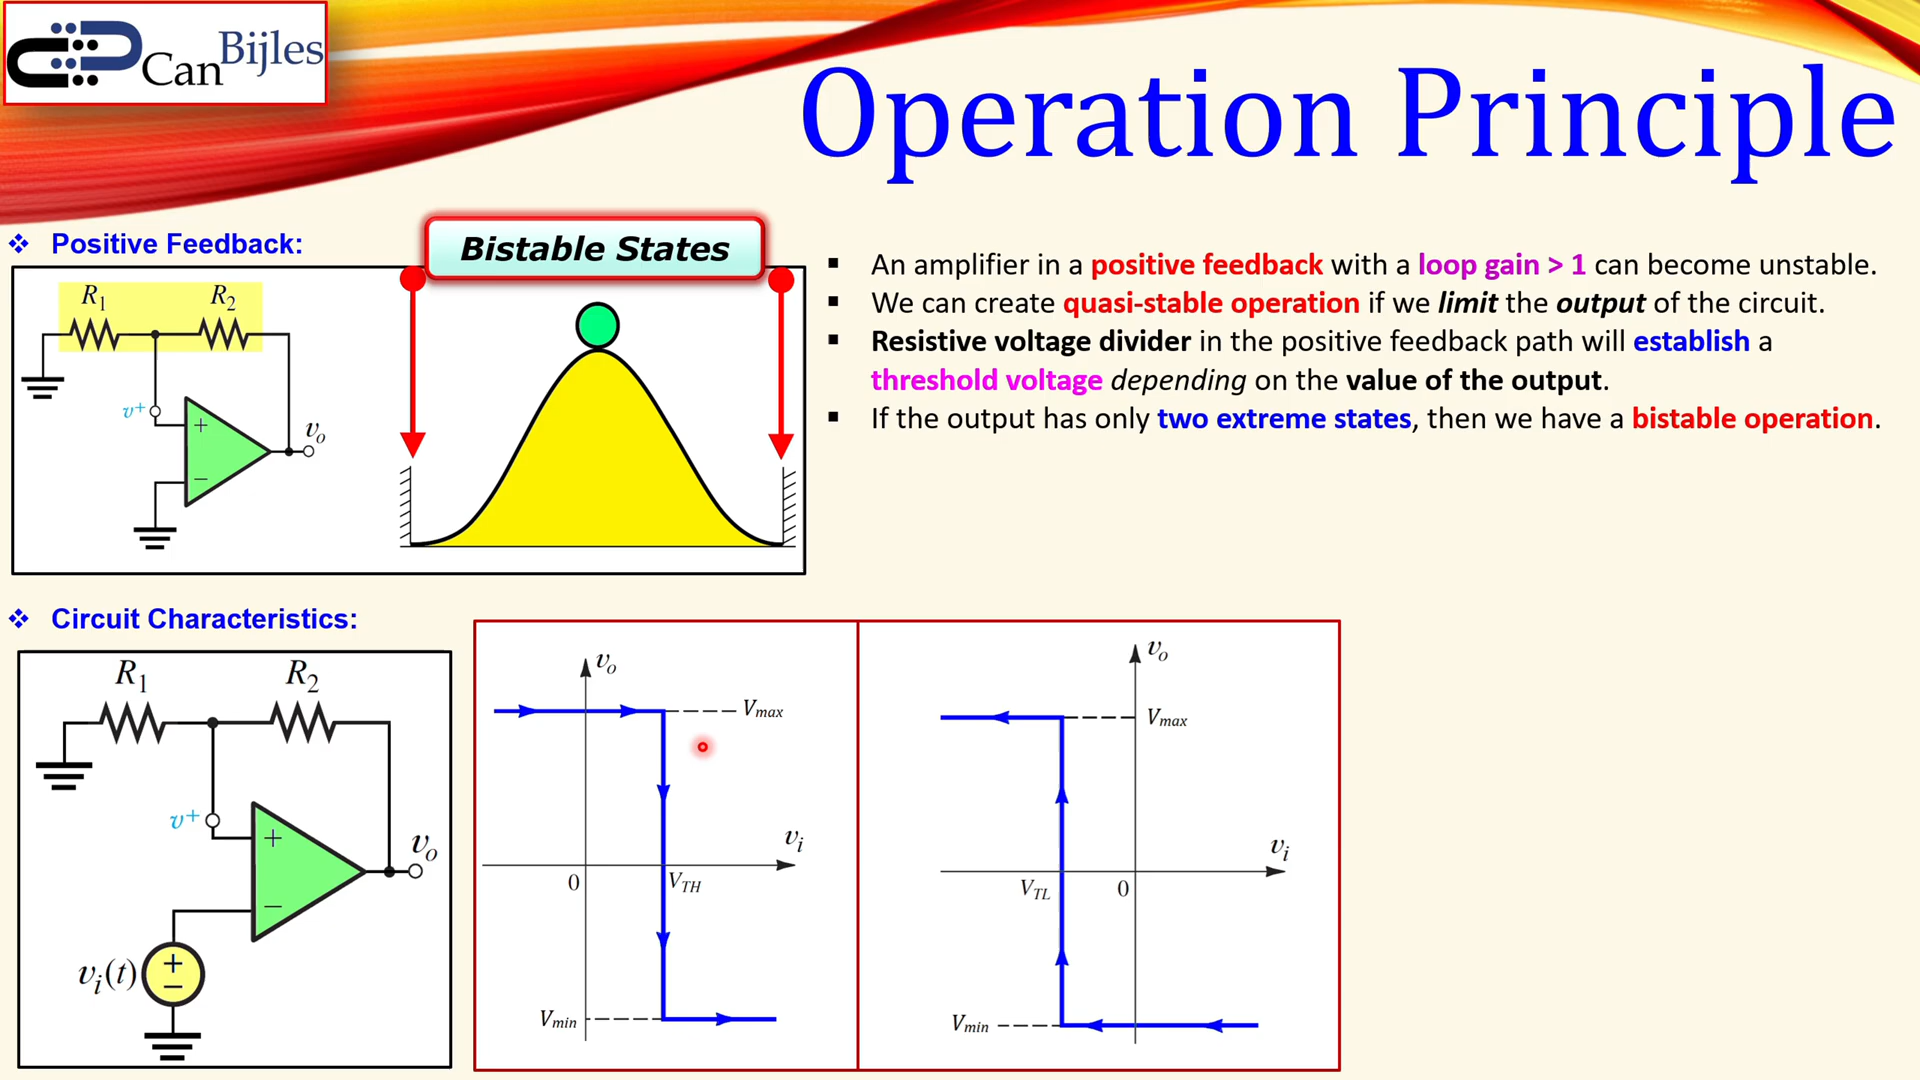 Can Bijles
Operation Principle
❖ Positive Feedback:
Bistable States
R1 R2
v+
+
−
vo
▪ An amplifier in a positive feedback with a loop gain > 1 can become unstable.
▪ We can create quasi-stable operation if we limit the output of the circuit.
▪ Resistive voltage divider in the positive feedback path will establish a
threshold voltage depending on the value of the output.
▪ If the output has only two extreme states, then we have a bistable operation.
❖ Circuit Characteristics:
R1 R2
v+
+
−
vo
vi(t)
+
−
vo
Vmax
vi
0
VTH
Vmin
vo
Vmax
vi
VTL
0
Vmin